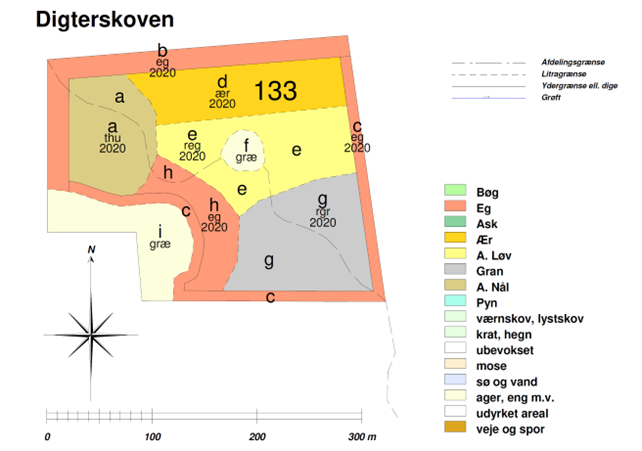 Digterskoven
b
eg
2020
Afdelingsgrænse
Litragrænse
Ydergrænse ell. dige
Grøft
d
ær
2020
133
a
a
thu
2020
e
reg
2020
f
græ
e
c
eg
2020
h
e
g
rgr
2020
h
eg
2020
c
i
græ
g
c
N
Bøg
Eg
Ask
Ær
A. Løv
Gran
A. Nål
Pyn
værnskov, lystskov
krat, hegn
ubevokset
mose
sø og vand
ager, eng m.v.
udyrket areal
veje og spor
0 100 200 300 m